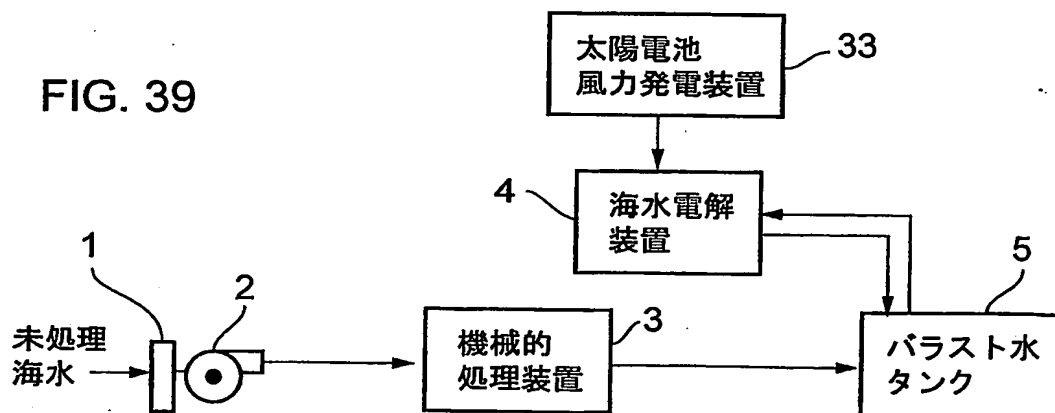 太陽電池
風力発電装置
33
FIG. 39
4
海水電解
装置
1
2
5
未処理
海水
機械的
処理装置
3
バラスト水
タンク